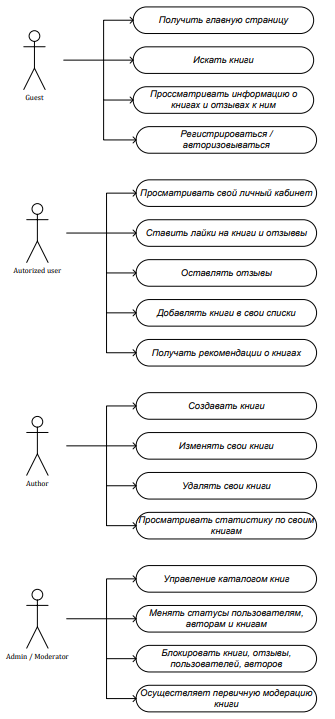 Получить главную страницу
Искать книги
Проссматривать информацию о
книгах и отзывах к ним
Регистрироваться /
авторизовываться
Guest
Просматривать свой личный кабинет
Ставить лайки на книги и отзыввы
Оставлять отзывы
Добавлять книги в свои списки
Получать рекомендации о книгах
Autorized user
Создавать книги
Изменять свои книги
Удалять свои книги
Просматривать статистику по своим
книгам
Author
Управление каталогом книг
Менять статусы пользователям,
авторам и книгам
Блокировать книги, отзывы,
пользователей, авторов
Осуществляет первичную модерацию
книги
Admin / Moderator